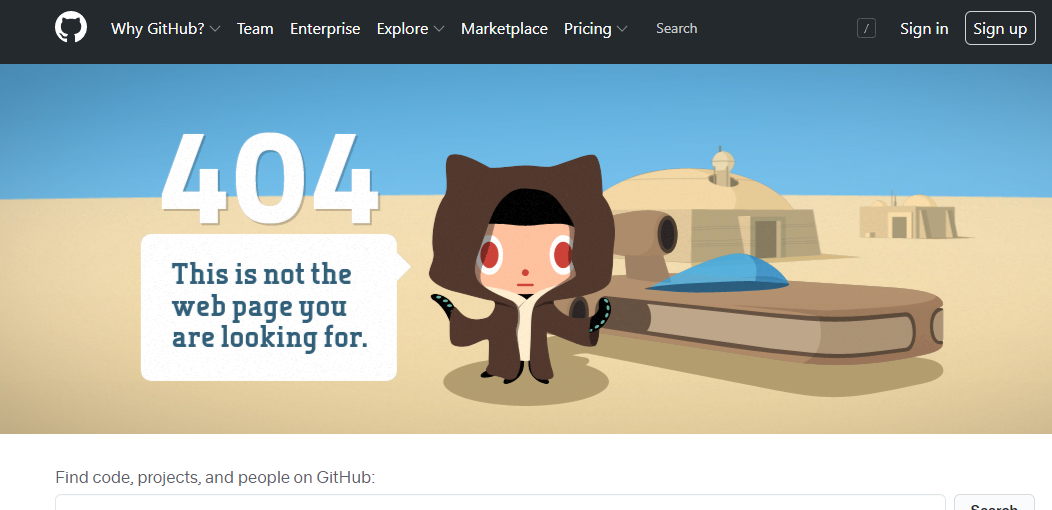 Why GitHub? Team Enterprise Explore Marketplace Pricing Search / Sign in Sign up
404
This is not the
web page you
are looking for.
Find code, projects, and people on GitHub:
Search